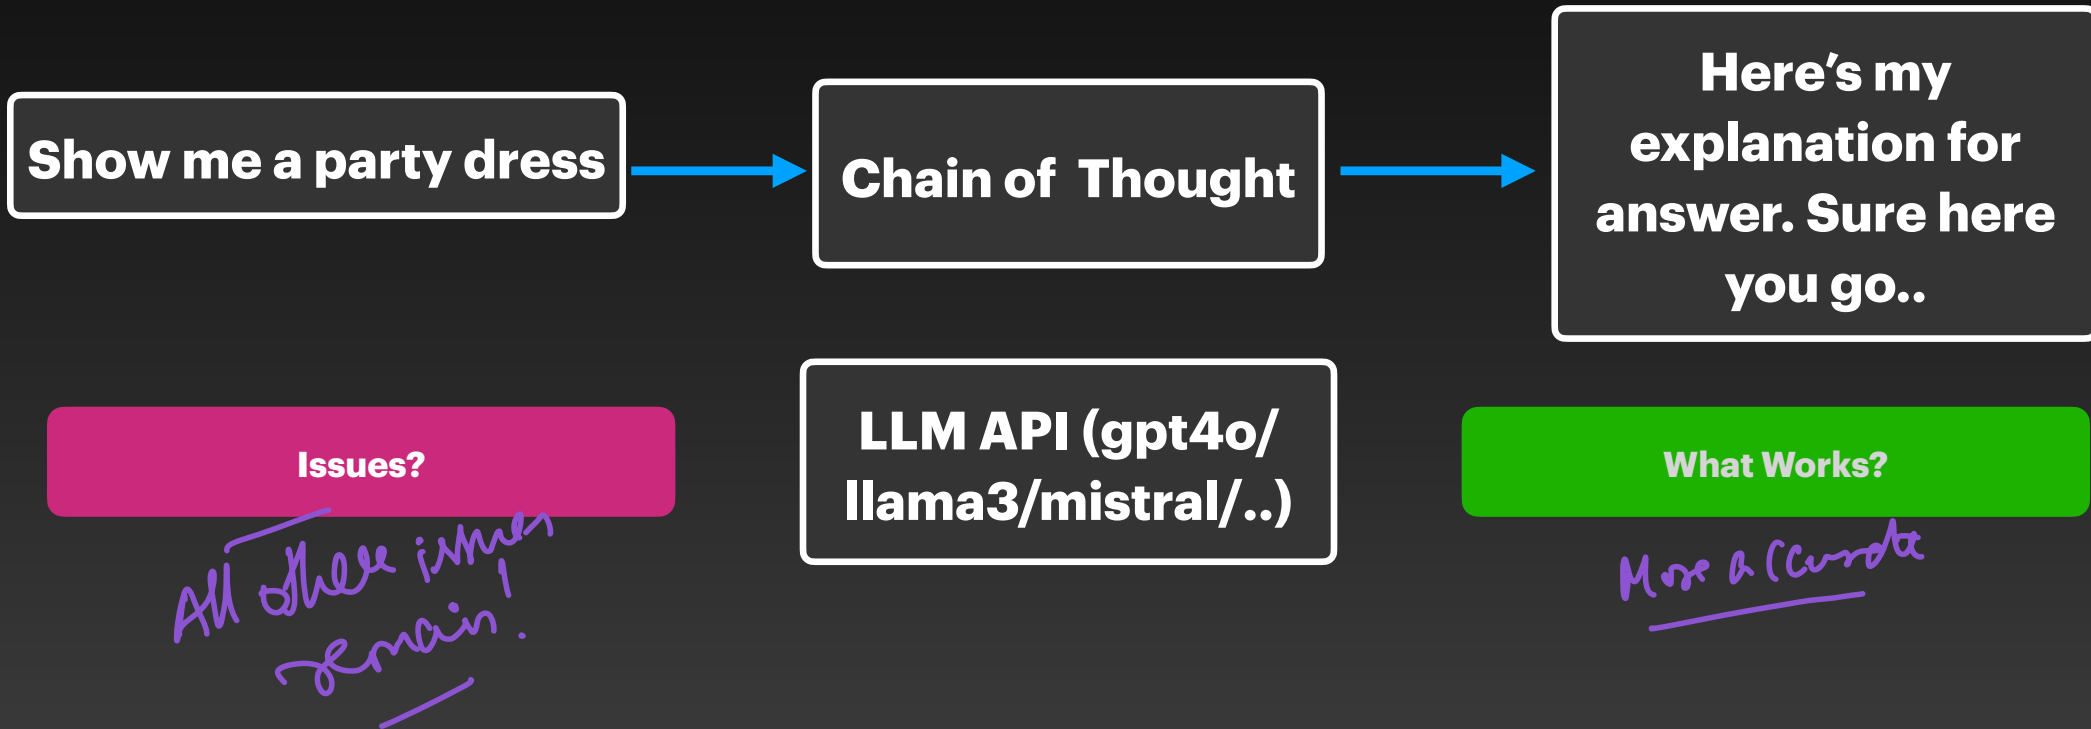 Show me a party dress
Chain of Thought
Here's my
explanation for
answer. Sure here
you go..
LLM API (gpt4o/
llama3/mistral/..)
Issues?
What Works?
All other issues
remain!
More accurate